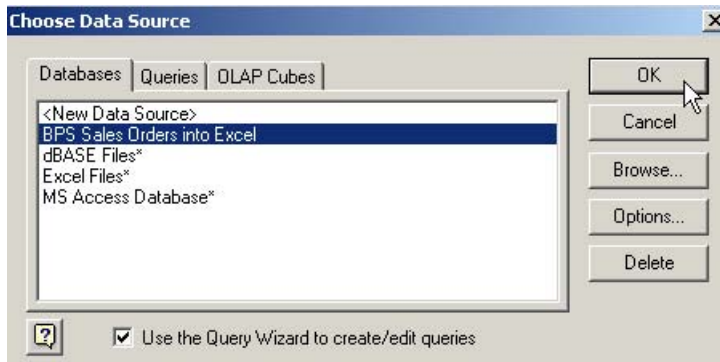 Choose Data Source
Databases Queries OLAP Cubes
<New Data Source>
BPS Sales Orders into Excel
dBASE Files*
Excel Files*
MS Access Database*
OK
Cancel
Browse...
Options...
Delete
? Use the Query Wizard to create/edit queries